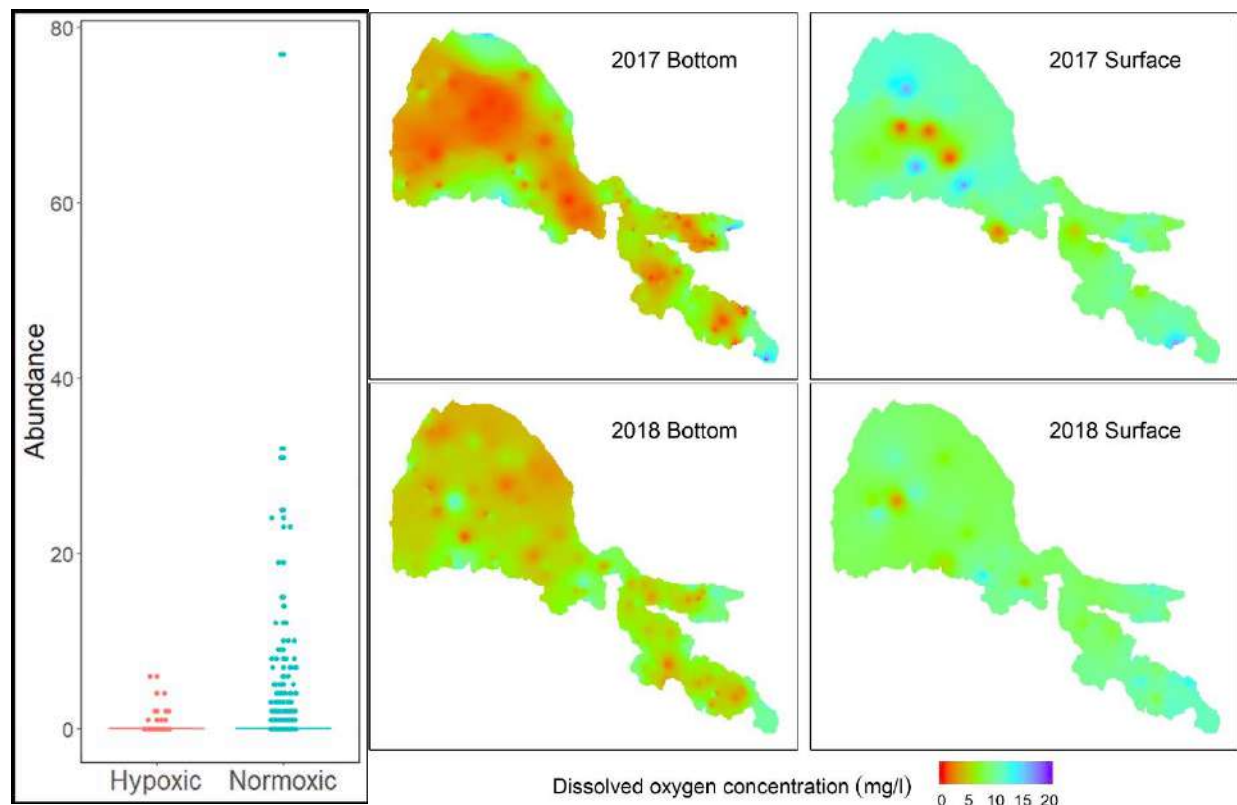 80
60
40
20
0
Abundance
Hypoxic Normoxic
2017 Bottom
2017 Surface
2018 Bottom
2018 Surface
Dissolved oxygen concentration (mg/l)
0 5 10 15 20